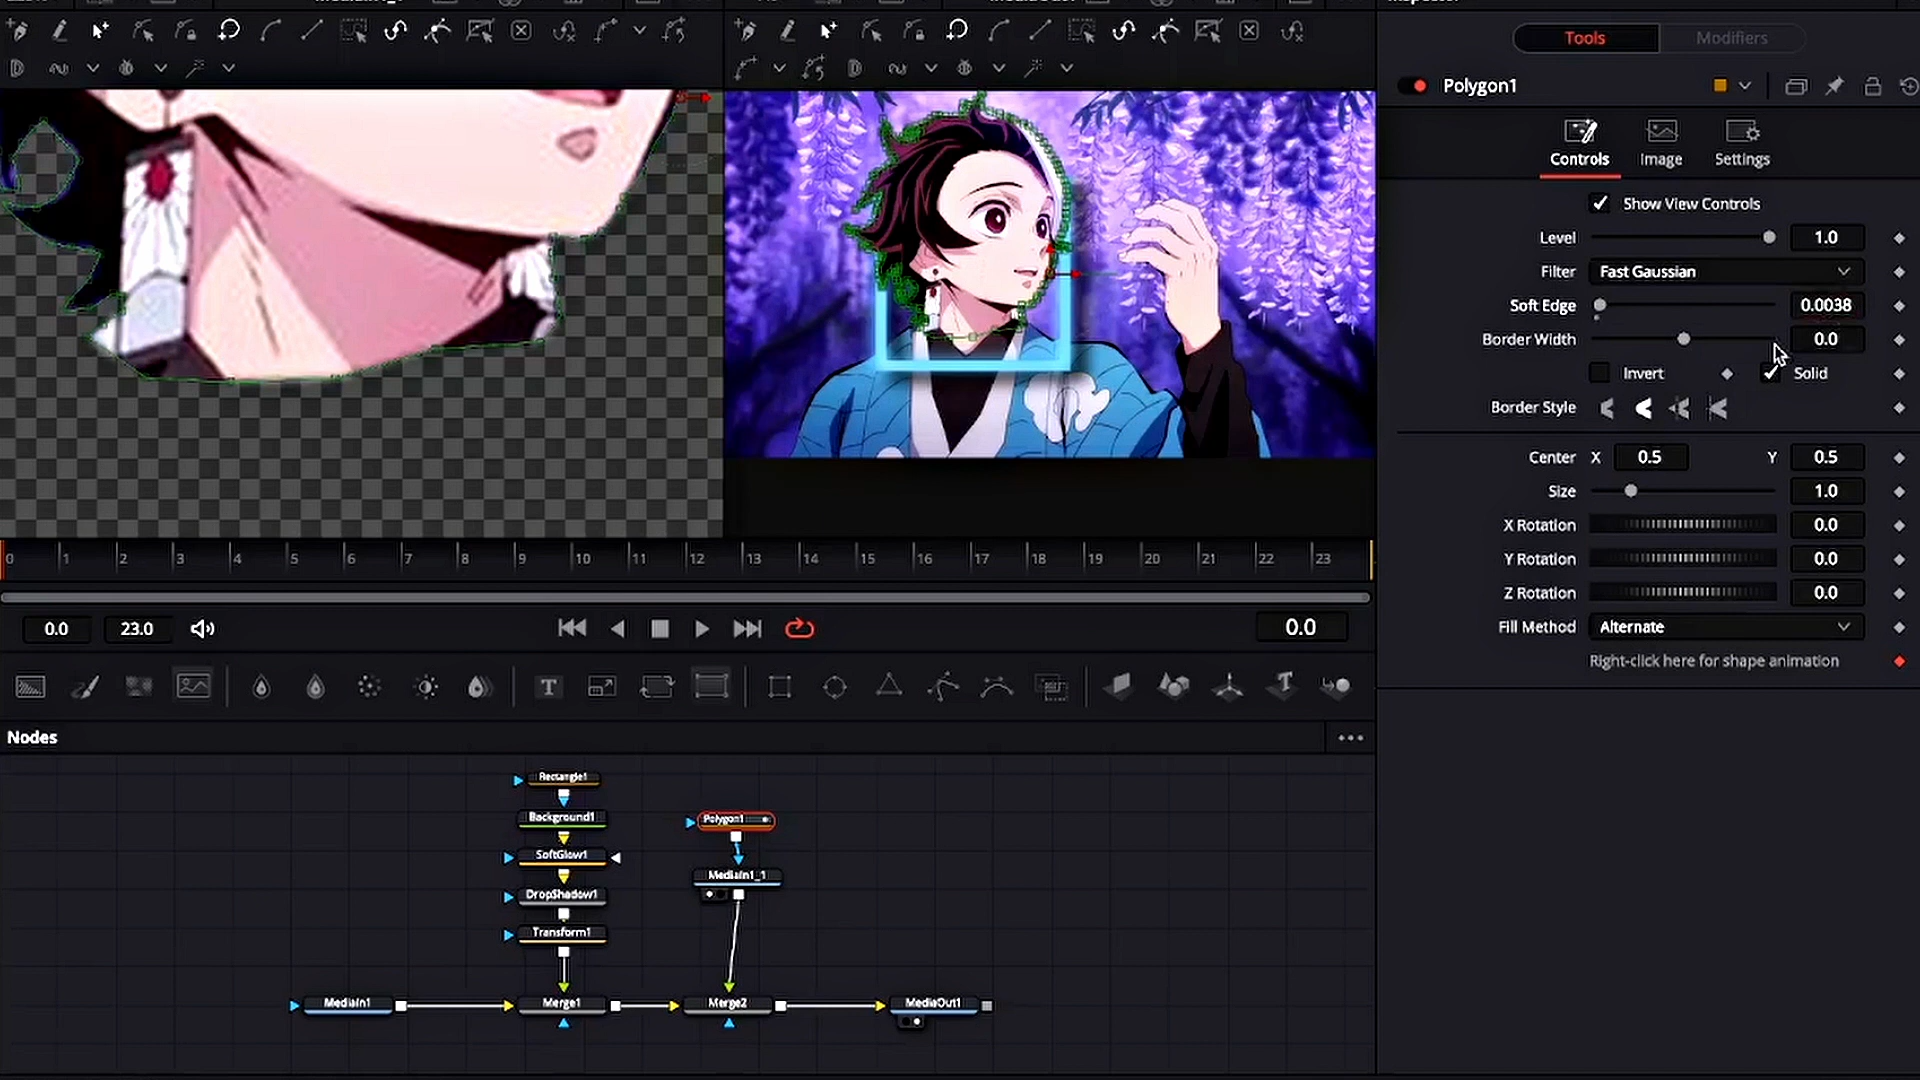 Tools
Modifiers
Polygon1
Controls
Image
Settings
Show View Controls
Level 1.0
Filter Fast Gaussian
Soft Edge 0.0038
Border Width 0.0
Invert Solid
Border Style
Center X 0.5 Y 0.5
Size 1.0
X Rotation 0.0
Y Rotation 0.0
Z Rotation 0.0
Fill Method Alternate
Right-click here for shape animation
0 1 2 3 4 5 6 7 8 9 10 11 12 13 14 15 16 17 18 19 20 21 22 23
0.0 23.0 0.0
T
Nodes
Rectangle1
Background1
Polygon1
SoftGlow1
MediaIn1_1
DropShadow1
Transform1
MediaIn1 Merge1 Merge2 MediaOut1